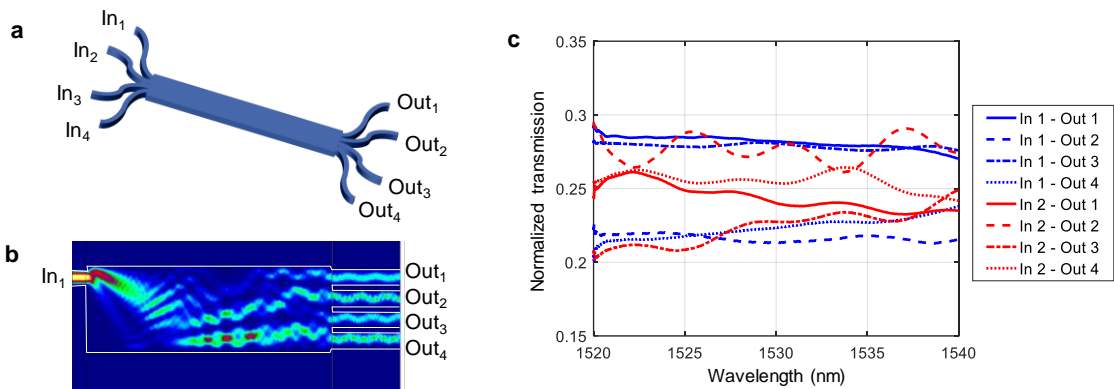 a
In1
In2
In3
In4
Out1
Out2
Out3
Out4
b
In1
Out1
Out2
Out3
Out4
c
Normalized transmission
0.35
0.3
0.25
0.2
0.15
1520
1525
1530
1535
1540
Wavelength (nm)
In 1 - Out 1
In 1 - Out 2
In 1 - Out 3
In 1 - Out 4
In 2 - Out 1
In 2 - Out 2
In 2 - Out 3
In 2 - Out 4